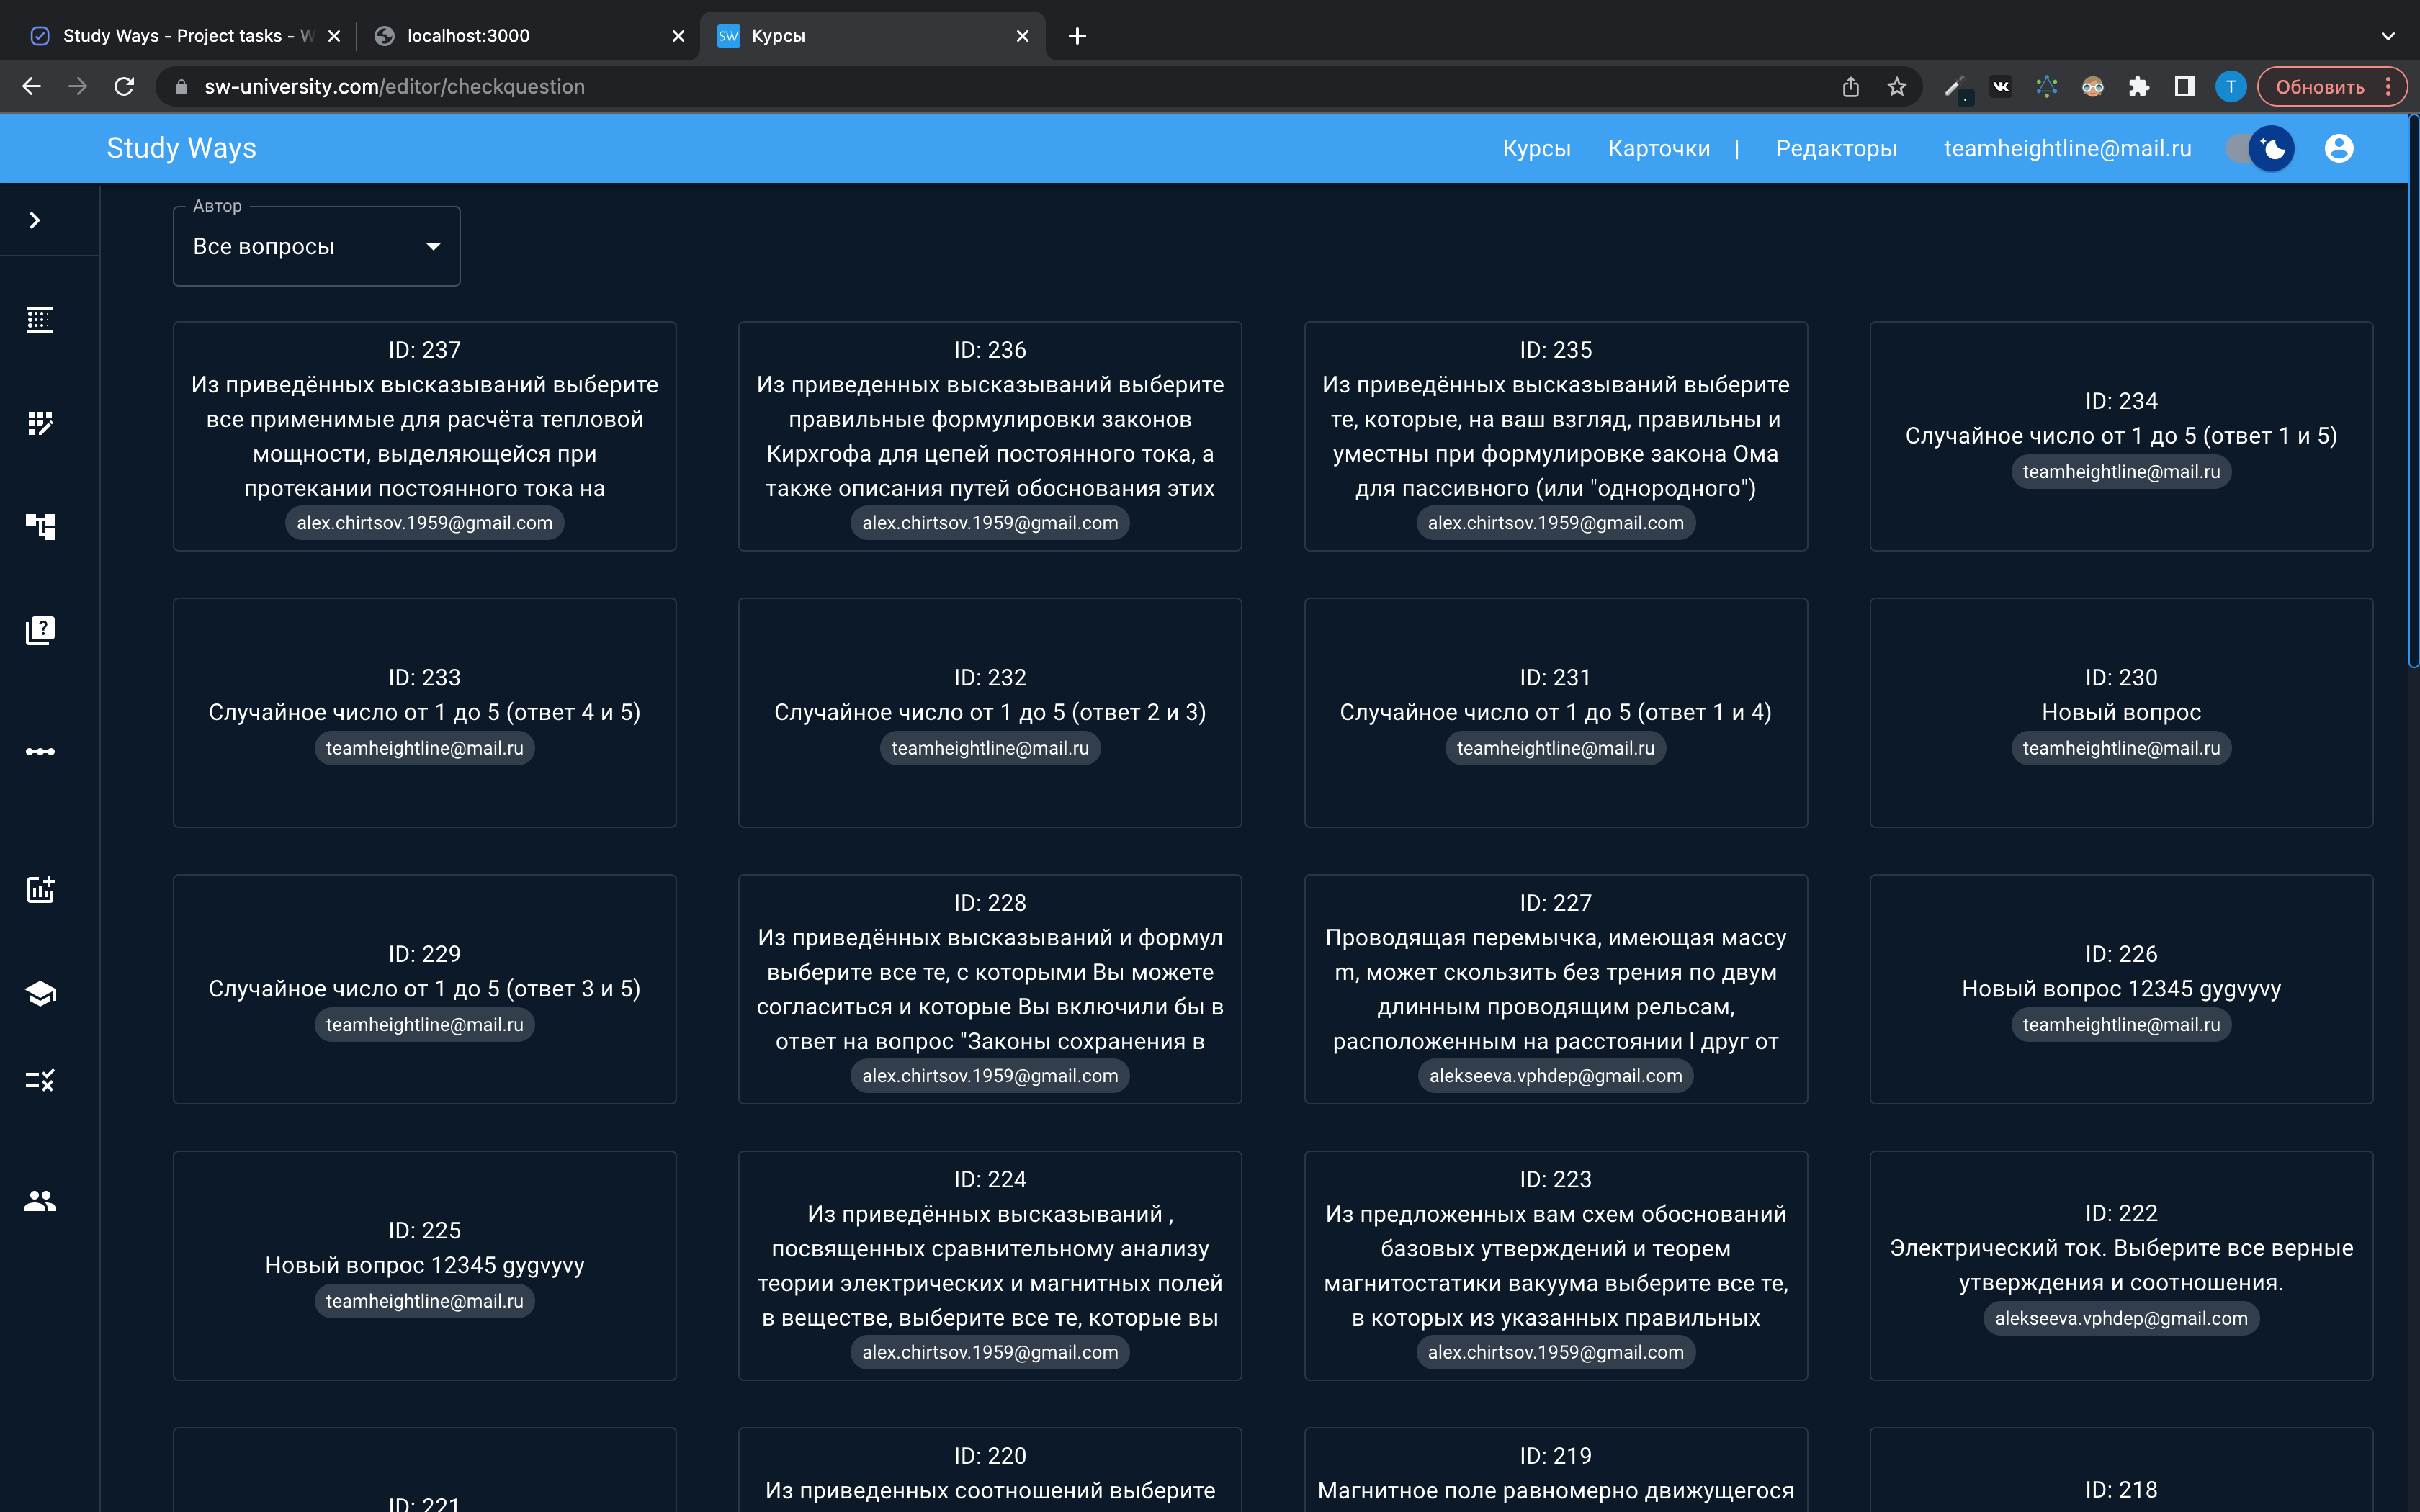 Study Ways - Project tasks - W
localhost:3000
SW Курсы
sw-university.com/editor/checkquestion
T
Обновить
Study Ways
Курсы
Карточки |
Редакторы
teamheightline@mail.ru
Автор
Все вопросы
ID: 237
Из приведённых высказываний выберите
все применимые для расчёта тепловой
мощности, выделяющейся при
протекании постоянного тока на
alex.chirtsov.1959@gmail.com
ID: 236
Из приведенных высказываний выберите
правильные формулировки законов
Кирхгофа для цепей постоянного тока, а
также описания путей обоснования этих
alex.chirtsov.1959@gmail.com
ID: 235
Из приведённых высказываний выберите
те, которые, на ваш взгляд, правильны и
уместны при формулировке закона Ома
для пассивного (или "однородного")
alex.chirtsov.1959@gmail.com
ID: 234
Случайное число от 1 до 5 (ответ 1 и 5)
teamheightline@mail.ru
ID: 233
Случайное число от 1 до 5 (ответ 4 и 5)
teamheightline@mail.ru
ID: 232
Случайное число от 1 до 5 (ответ 2 и 3)
teamheightline@mail.ru
ID: 231
Случайное число от 1 до 5 (ответ 1 и 4)
teamheightline@mail.ru
ID: 230
Новый вопрос
teamheightline@mail.ru
ID: 229
Случайное число от 1 до 5 (ответ 3 и 5)
teamheightline@mail.ru
ID: 228
Из приведённых высказываний и формул
выберите все те, с которыми Вы можете
согласиться и которые Вы включили бы в
ответ на вопрос "Законы сохранения в
alex.chirtsov.1959@gmail.com
ID: 227
Проводящая перемычка, имеющая массу
m, может скользить без трения по двум
длинным проводящим рельсам,
расположенным на расстоянии l друг от
alekseeva.vphdep@gmail.com
ID: 226
Новый вопрос 12345 gygvyvy
teamheightline@mail.ru
ID: 225
Новый вопрос 12345 gygvyvy
teamheightline@mail.ru
ID: 224
Из приведённых высказываний ,
посвященных сравнительному анализу
теории электрических и магнитных полей
в веществе, выберите все те, которые вы
alex.chirtsov.1959@gmail.com
ID: 223
Из предложенных вам схем обоснований
базовых утверждений и теорем
магнитостатики вакуума выберите все те,
в которых из указанных правильных
alex.chirtsov.1959@gmail.com
ID: 222
Электрический ток. Выберите все верные
утверждения и соотношения.
alekseeva.vphdep@gmail.com
ID: 221
ID: 220
Из приведенных соотношений выберите
ID: 219
Магнитное поле равномерно движущегося
ID: 218